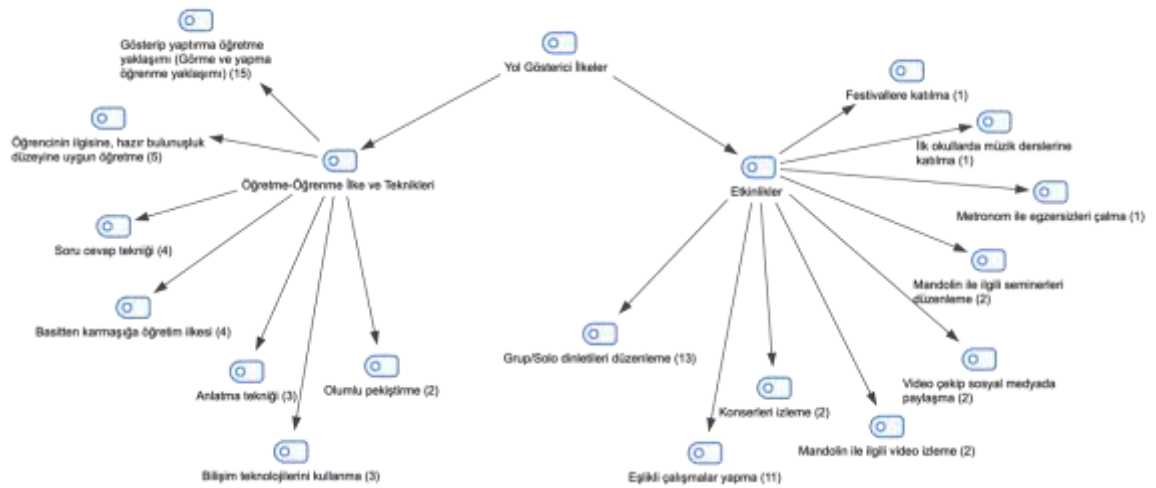 Yol Gösterici İlkeler
Öğretme-Öğrenme İlke ve Teknikleri
Gösterip yaptırma öğretme
yaklaşımı (Görme ve yapma
öğrenme yaklaşımı) (15)
Öğrencinin ilgisine, hazır bulunuşluk
düzeyine uygun öğretme (5)
Soru cevap tekniği (4)
Basitten karmaşığa öğretim ilkesi (4)
Anlatma tekniği (3)
Bilişim teknolojilerini kullanma (3)
Olumlu pekiştirme (2)
Etkinlikler
Festivallere katılma (1)
İlk okullarda müzik derslerine
katılma (1)
Metronom ile egzersizleri çalma (1)
Mandolin ile ilgili seminerleri
düzenleme (2)
Video çekip sosyal medyada
paylaşma (2)
Mandolin ile ilgili video izleme (2)
Konserleri izleme (2)
Eşlikli çalışmalar yapma (11)
Grup/Solo dinletileri düzenleme (13)